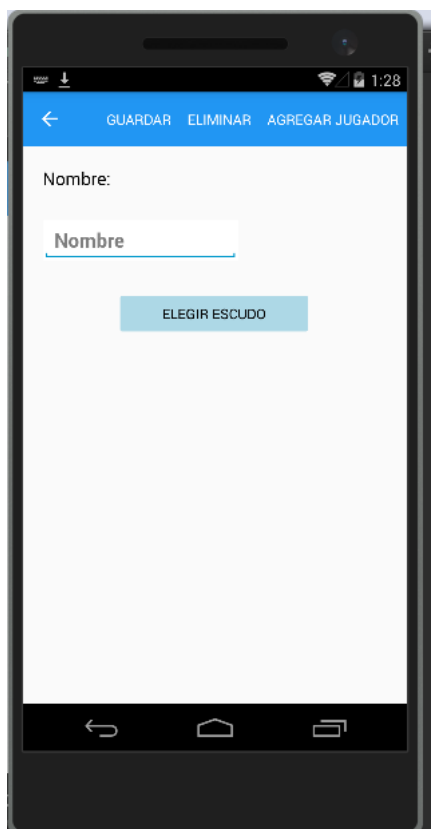 1:28
GUARDAR ELIMINAR AGREGAR JUGADOR
Nombre:
Nombre
ELEGIR ESCUDO